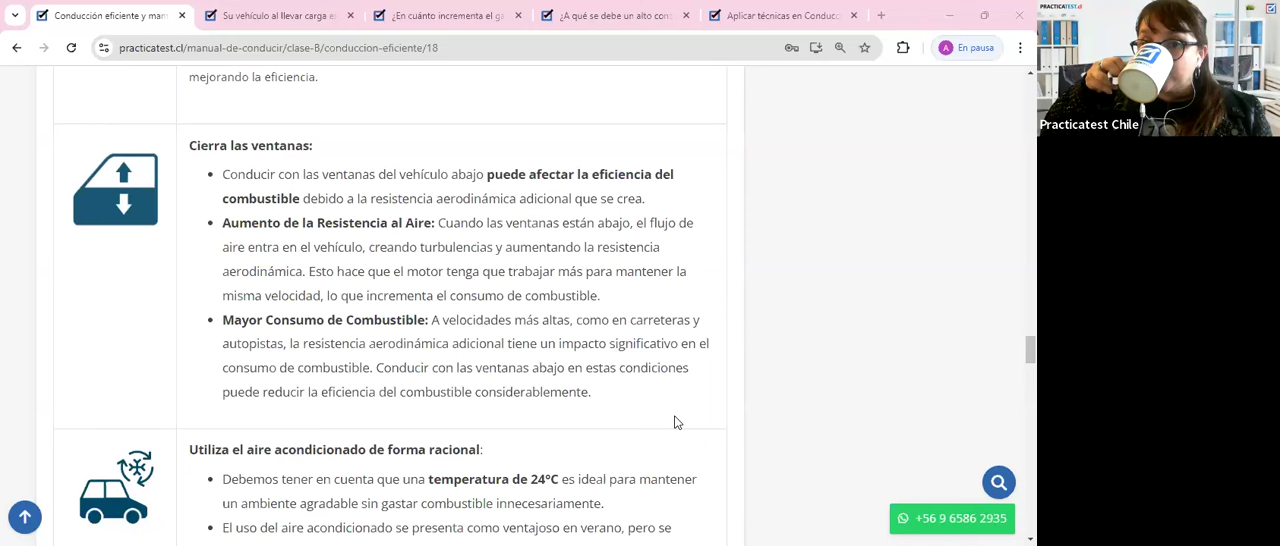 Conducción eficiente y man
Su vehículo al llevar carga e
¿En cuánto incrementa el ga
¿A qué se debe un alto cons
Aplicar técnicas en Conducc
practicatest.cl/manual-de-conducir/clase-B/conduccion-eficiente/18
A
En pausa
mejorando la eficiencia.
Cierra las ventanas:
Conducir con las ventanas del vehículo abajo puede afectar la eficiencia del
combustible debido a la resistencia aerodinámica adicional que se crea.
Aumento de la Resistencia al Aire: Cuando las ventanas están abajo, el flujo de
aire entra en el vehículo, creando turbulencias y aumentando la resistencia
aerodinámica. Esto hace que el motor tenga que trabajar más para mantener la
misma velocidad, lo que incrementa el consumo de combustible.
Mayor Consumo de Combustible: A velocidades más altas, como en carreteras y
autopistas, la resistencia aerodinámica adicional tiene un impacto significativo en el
consumo de combustible. Conducir con las ventanas abajo en estas condiciones
puede reducir la eficiencia del combustible considerablemente.
Utiliza el aire acondicionado de forma racional:
Debemos tener en cuenta que una temperatura de 24°C es ideal para mantener
un ambiente agradable sin gastar combustible innecesariamente.
El uso del aire acondicionado se presenta como ventajoso en verano, pero se
+56 9 6586 2935
PRACTICATEST.cl
Practicatest Chile